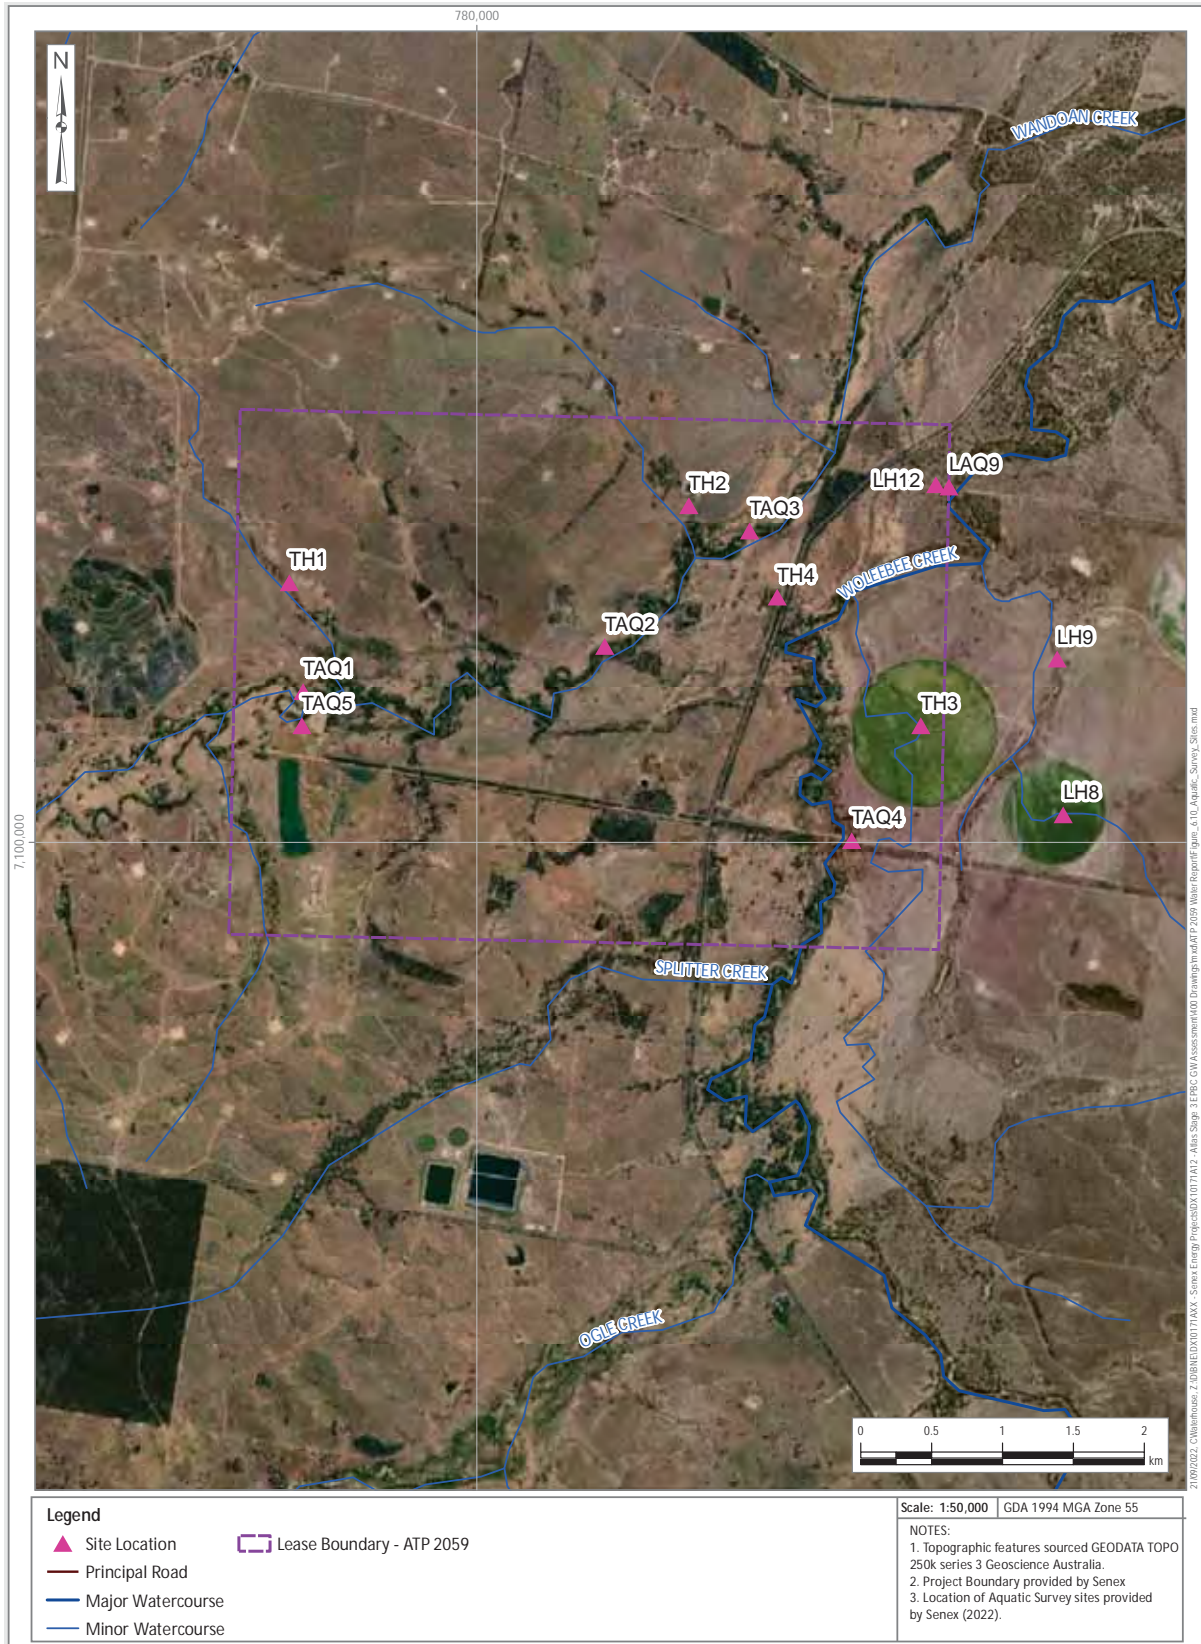 780,000
N
WANDOAN CREEK
LAQ9
LH12
TH2
TAQ3
WOLEEBEE CREEK
TH1
TH4
TAQ2
LH9
TAQ1
TAQ5
TH3
LH8
TAQ4
7,100,000
SPLITTER CREEK
OGLE CREEK
0 0.5 1 1.5 2
km
Legend
Site Location
Lease Boundary - ATP 2059
Principal Road
Major Watercourse
Minor Watercourse
Scale: 1:50,000 GDA 1994 MGA Zone 55
NOTES:
1. Topographic features sourced GEODATA TOPO
250k series 3 Geoscience Australia.
2. Project Boundary provided by Senex
3. Location of Aquatic Survey sites provided
by Senex (2022).